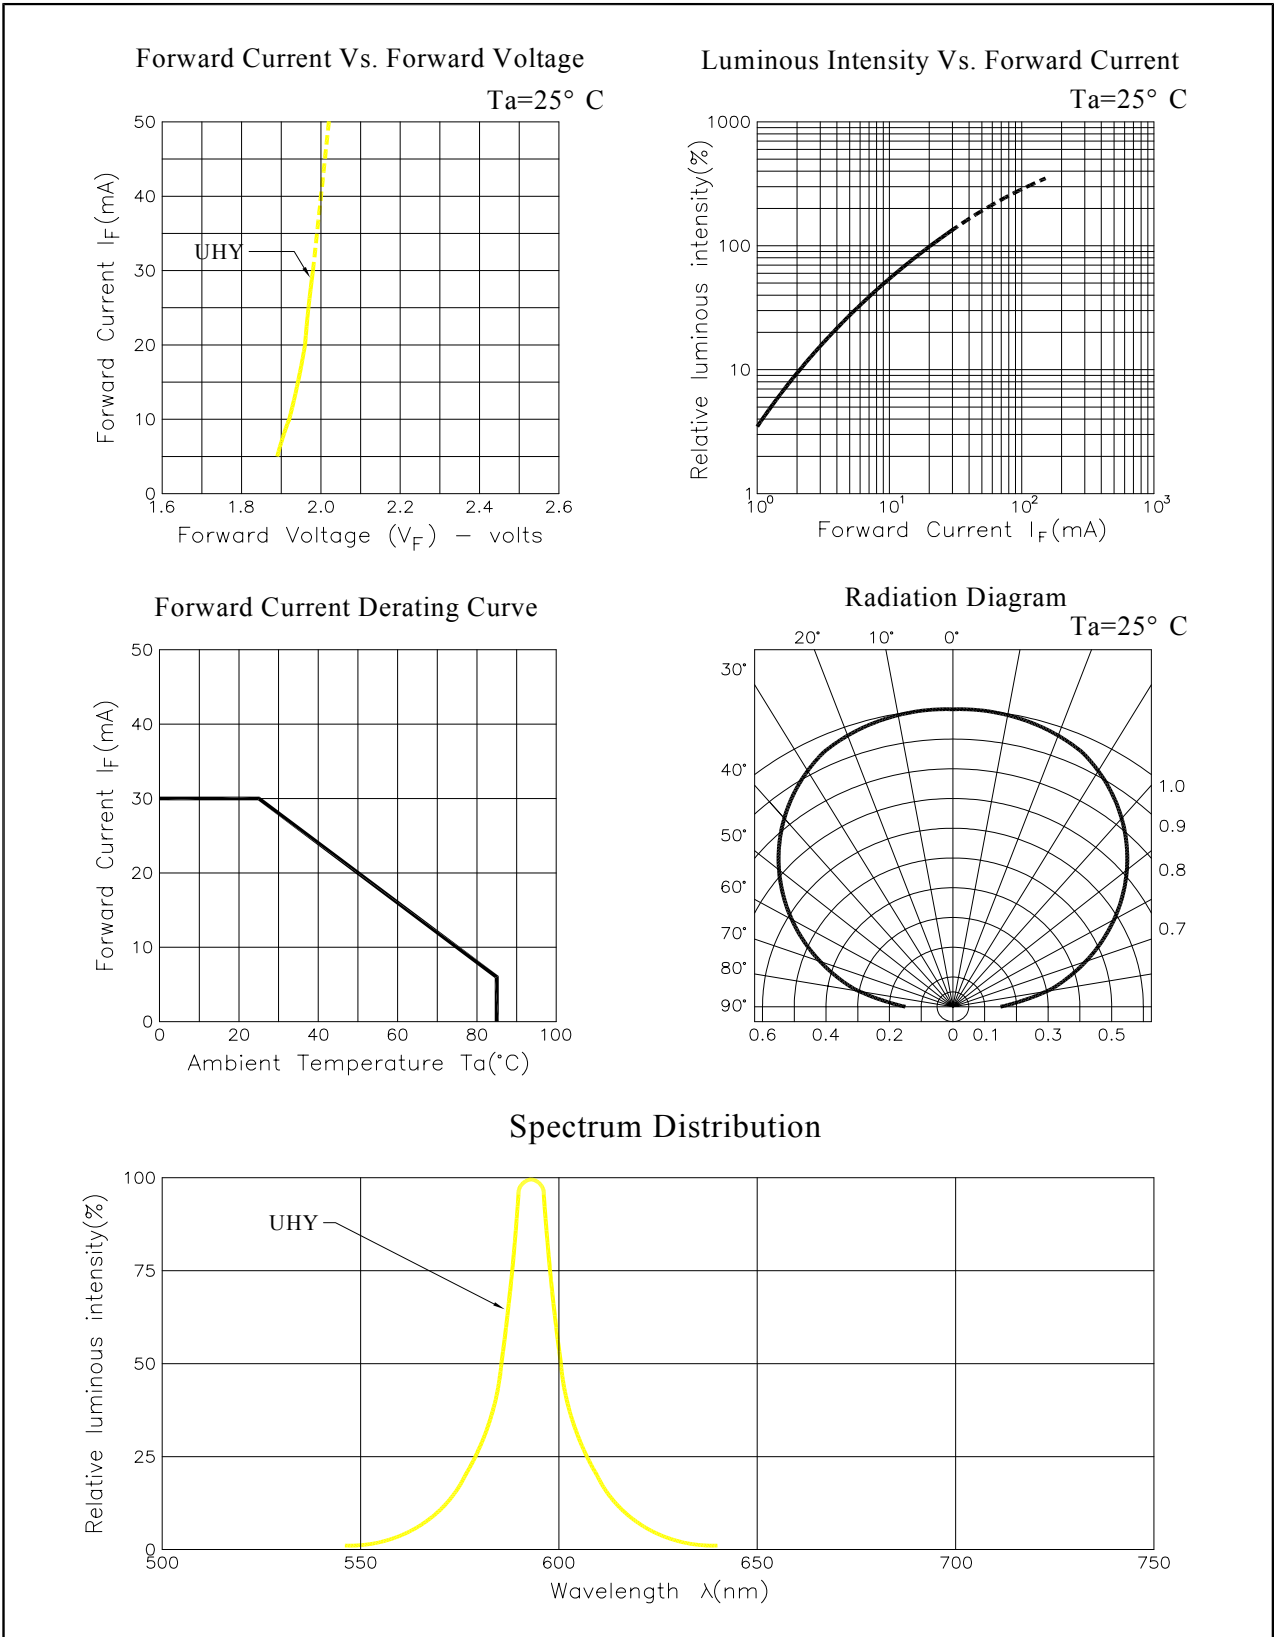 Forward Current Vs. Forward Voltage
Ta=25° C
50
40
30
20
10
0
Forward Current IF(mA)
UHY
1.6 1.8 2.0 2.2 2.4 2.6
Forward Voltage (VF) – volts
Luminous Intensity Vs. Forward Current
Ta=25° C
1000
100
10
1
Relative luminous intensity(%)
10⁰ 10¹ 10² 10³
Forward Current IF(mA)
Forward Current Derating Curve
50
40
30
20
10
0
Forward Current IF(mA)
0 20 40 60 80 100
Ambient Temperature Ta(°C)
Radiation Diagram
Ta=25° C
20° 10° 0°
30°
40°
50°
60°
70°
80°
90°
1.0
0.9
0.8
0.7
0.6 0.4 0.2 0 0.1 0.3 0.5
Spectrum Distribution
100
75
50
25
0
Relative luminous intensity(%)
UHY
500 550 600 650 700 750
Wavelength λ(nm)